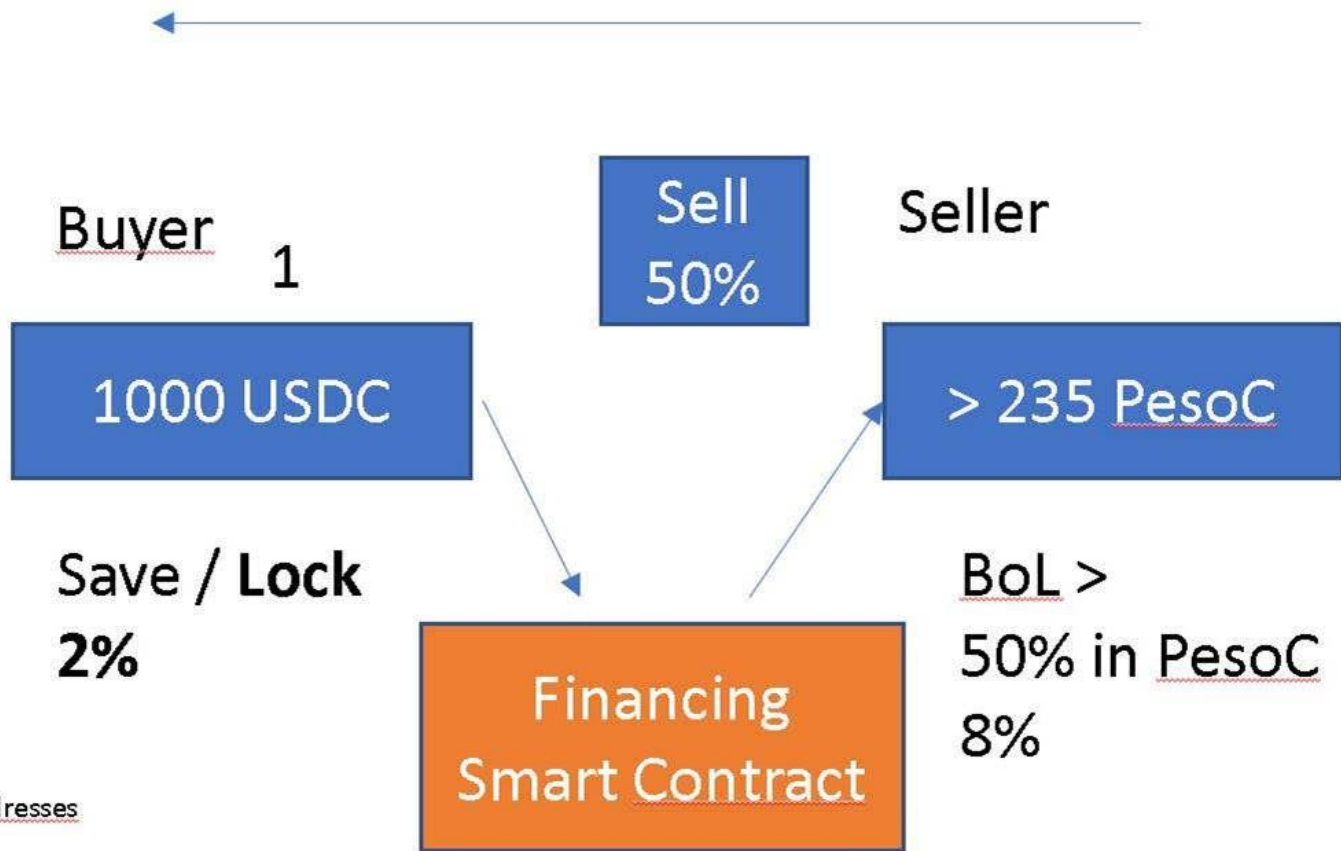 Buyer
1
Sell
50%
Seller
1000 USDC
> 235 PesoC
Save / Lock
2%
BoL >
50% in PesoC
8%
Financing
Smart Contract
resses